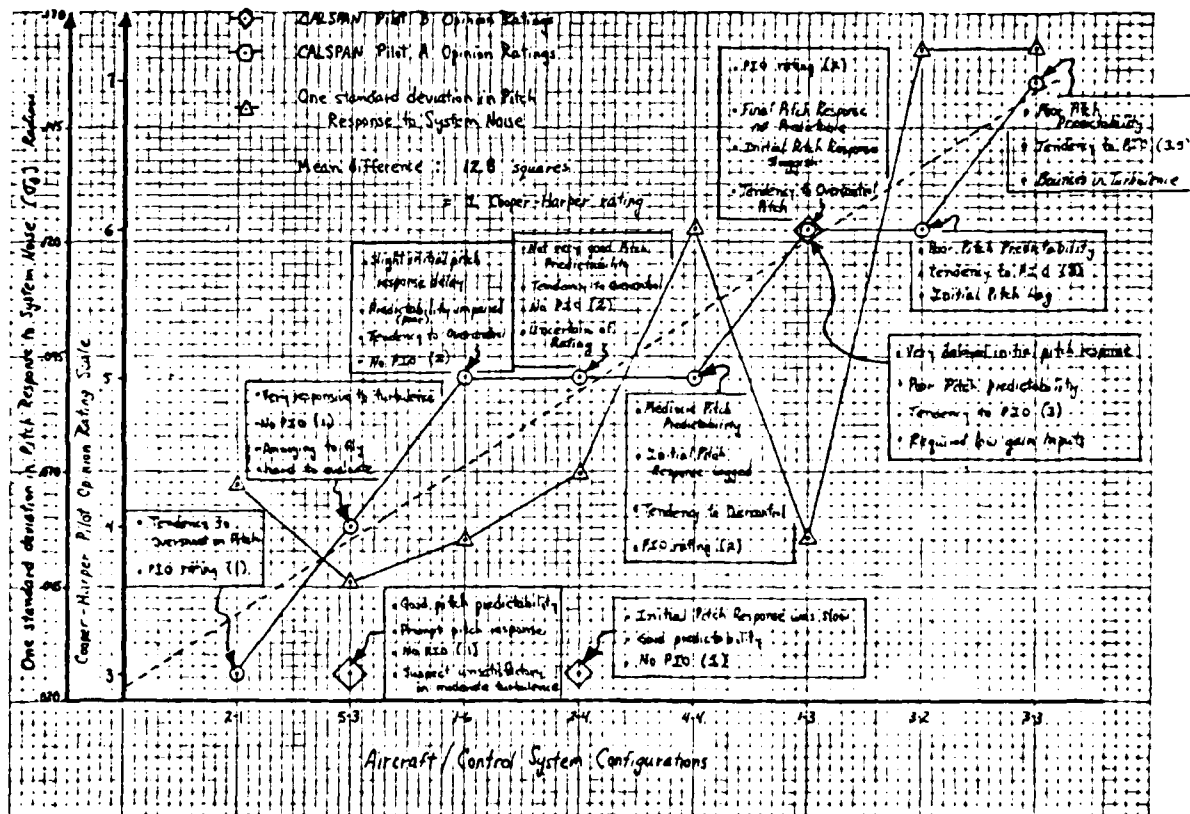 CALSPAN Pilot B Opinion Ratings
CALSPAN Pilot A Opinion Ratings
One standard deviation in Pitch
Response to System Noise
Mean difference : 12.8 squares
= 1 Cooper-Harper rating
One standard deviation in Pitch Response to System Noise Radians
Cooper-Harper Pilot Opinion Rating Scale
7
6
5
4
3
• PIO rating (2)
• Final Pitch Response
not Predictable
• Initial Pitch Response
Sluggish
• Tendency to Overcontrol
Pitch
• Poor Pitch
Predictability
• Tendency to
• Bounces in Turbulence
• Poor Pitch Predictability
• tendency to PIO
• Initial Pitch Lag
• Slight initial pitch
response delay
• Predictability impaired
• Tendency to Overcontrol
- No PIO (2)
• Not very good Pitch
Predictability
• Tendency to Overcontrol
• No PIO (2)
• Uncertain of
Rating
• Very delayed initial pitch response
• Poor Pitch predictability
• Tendency to PIO (3)
• Required low gain inputs
• Very responsive to turbulence
- No PIO (1)
- Annoying to fly
• hard to evaluate
• Mediocre Pitch
Predictability
• Initial Pitch
Response Lagged
• Tendency to
• PIO rating (2)
• Tendency to
Overshoot on Pitch
• PIO rating (1)
• Good pitch predictability
• Prompt pitch response
• No PIO (1)
• Suspect unsatisfactory
in moderate turbulence
• Initial Pitch Response was slow
• Good predictability
• No PIO (1)
2-1 5-3 1-6 2-4 4-4 1-3 3-2 3-3
Aircraft / Control System Configurations